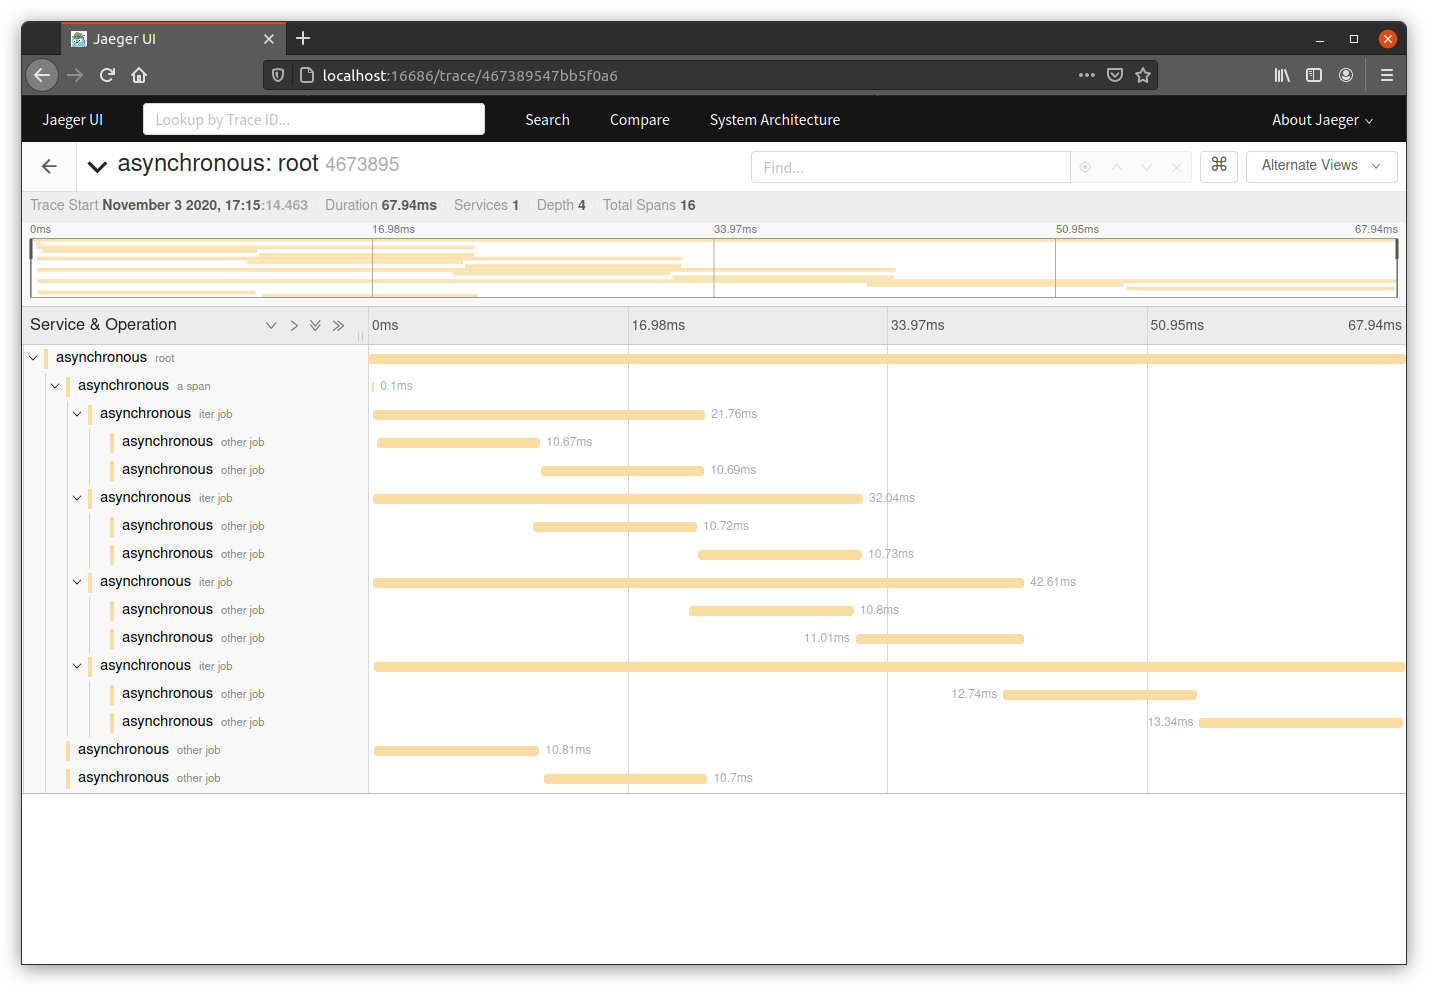 Jaeger UI
localhost:16686/trace/467389547bb5f0a6
Jaeger UI Lookup by Trace ID... Search Compare System Architecture About Jaeger
asynchronous: root 4673895 Find... ⌘ Alternate Views
Trace Start November 3 2020, 17:15:14.463 Duration 67.94ms Services 1 Depth 4 Total Spans 16
0ms 16.98ms 33.97ms 50.95ms 67.94ms
Service & Operation 0ms 16.98ms 33.97ms 50.95ms 67.94ms
asynchronous root
asynchronous a span 0.1ms
asynchronous iter job 21.76ms
asynchronous other job 10.67ms
asynchronous other job 10.69ms
asynchronous iter job 32.04ms
asynchronous other job 10.72ms
asynchronous other job 10.73ms
asynchronous iter job 42.61ms
asynchronous other job 10.8ms
asynchronous other job 11.01ms
asynchronous iter job
asynchronous other job 12.74ms
asynchronous other job 13.34ms
asynchronous other job 10.81ms
asynchronous other job 10.7ms